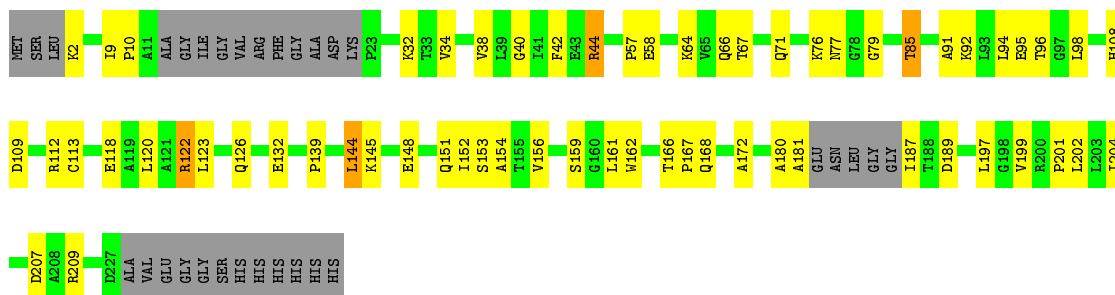 MET SER LEU K2 I9 P10 A11 ALA GLY ILE GLY VAL ARG PHE GLY ALA ASP LYS P23 K32 T33 V34 V38 L39 G40 I41 F42 E43 R44 P57 E58 K64 V65 Q66 T67 Q71 K76 N77 G78 G79 T85 A91 K92 L93 L94 E95 T96 G97 L98 H108
D109 R112 C113 E118 A119 L120 A121 R122 L123 Q126 E132 P139 L144 K145 E148 Q151 I152 S153 A154 T155 V156 S159 G160 L161 W162 T166 P167 Q168 A172 A180 A181 GLU ASN LEU GLY GLY I187 T188 D189 L197 G198 V199 R200 P201 L202 L203
D207 A208 R209 D227 ALA VAL GLU GLY GLY SER HIS HIS HIS HIS HIS HIS